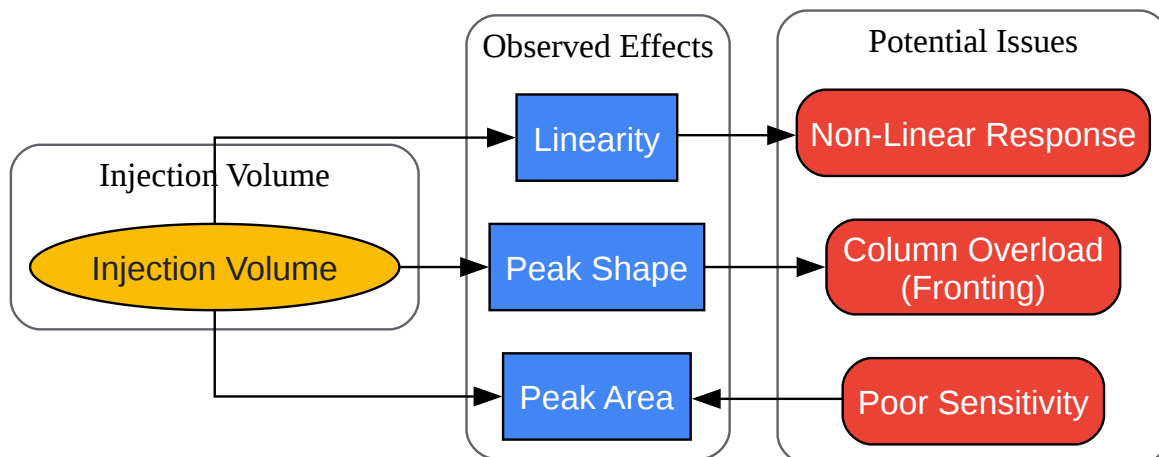 Observed Effects
Potential Issues
Linearity
Non-Linear Response
Injection Volume
Injection Volume
Peak Shape
Column Overload
(Fronting)
Peak Area
Poor Sensitivity